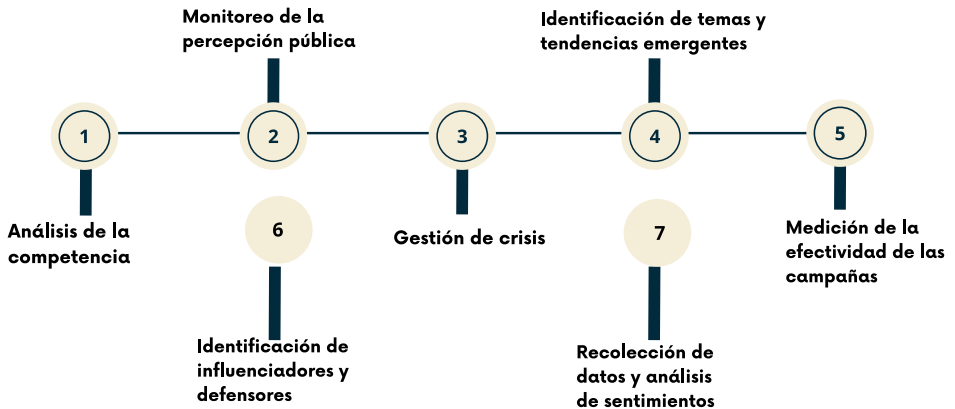 Monitoreo de la
percepción pública
Identificación de temas y
tendencias emergentes
1
2
3
4
5
Análisis de la
competencia
6
Gestión de crisis
7
Medición de la
efectividad de las
campañas
Identificación de
influenciadores y
defensores
Recolección de
datos y análisis
de sentimientos